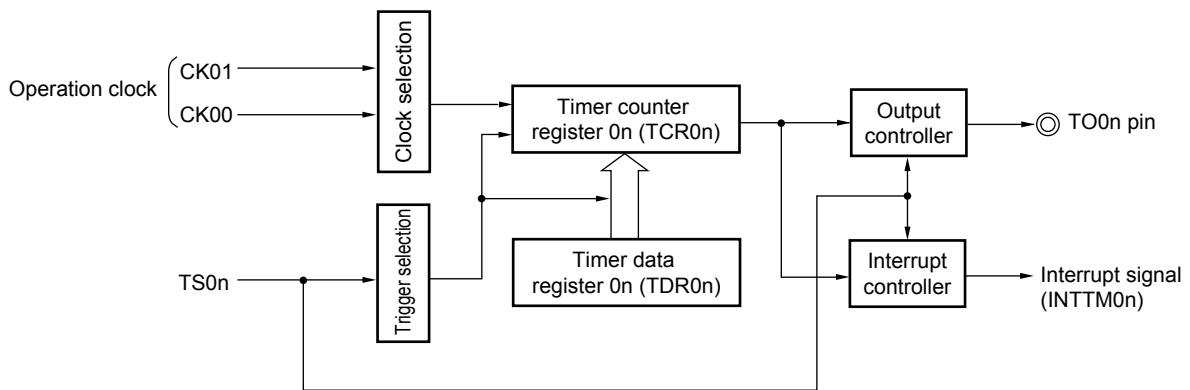 Operation clock
CK01
CK00
Clock selection
Timer counter
register 0n (TCR0n)
Output
controller
TO0n pin
TS0n
Trigger selection
Timer data
register 0n (TDR0n)
Interrupt
controller
Interrupt signal
(INTTM0n)